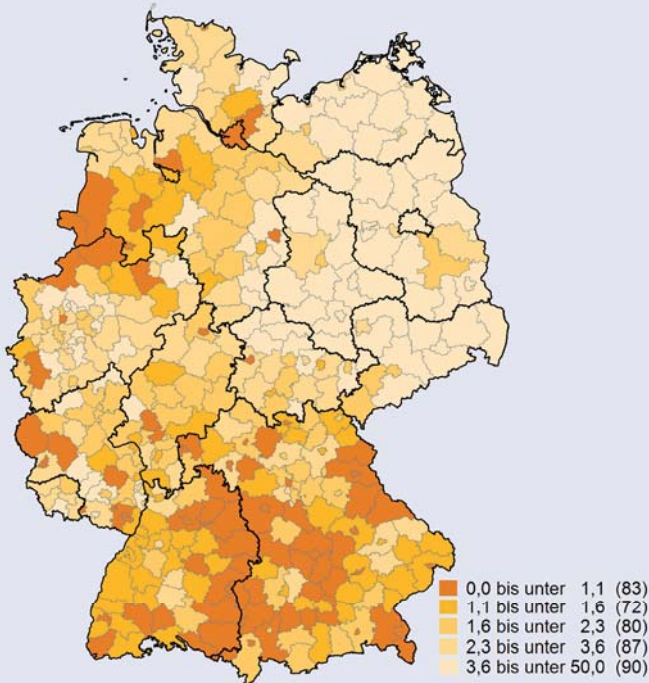 0,0 bis unter 1,1 (83)
1,1 bis unter 1,6 (72)
1,6 bis unter 2,3 (80)
2,3 bis unter 3,6 (87)
3,6 bis unter 50,0 (90)